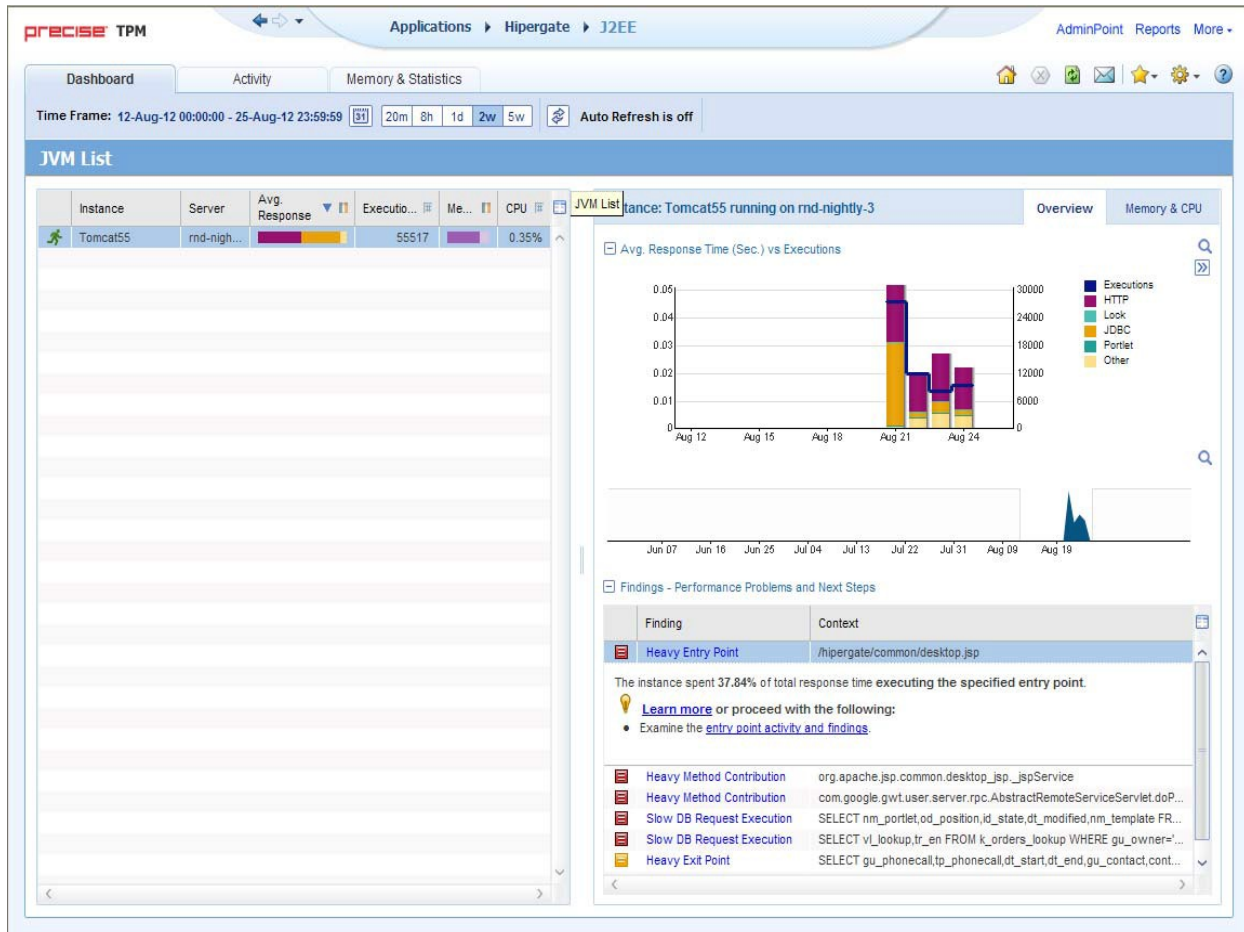 precise TPM
Applications Hipergate J2EE
AdminPoint Reports More
Dashboard Activity Memory & Statistics
Time Frame: 12-Aug-12 00:00:00 - 25-Aug-12 23:59:59 31 20m 8h 1d 2w 5w Auto Refresh is off
JVM List
Instance Server Avg. Response Executio... Me... CPU
Tomcat55 rnd-nigh... 55517 0.35%
JVM List
tance: Tomcat55 running on rnd-nightly-3
Overview Memory & CPU
Avg. Response Time (Sec.) vs Executions
0.05
0.04
0.03
0.02
0.01
0
30000
24000
18000
12000
6000
0
Aug 12 Aug 15 Aug 18 Aug 21 Aug 24
Executions
HTTP
Lock
JDBC
Portlet
Other
Jun 07 Jun 16 Jun 25 Jul 04 Jul 13 Jul 22 Jul 31 Aug 09 Aug 19
Findings - Performance Problems and Next Steps
Finding Context
Heavy Entry Point /hipergate/common/desktop.jsp
The instance spent 37.84% of total response time executing the specified entry point.
Learn more or proceed with the following:
• Examine the entry point activity and findings.
Heavy Method Contribution org.apache.jsp.common.desktop_jsp._jspService
Heavy Method Contribution com.google.gwt.user.server.rpc.AbstractRemoteServiceServlet.doP...
Slow DB Request Execution SELECT nm_portlet,od_position,id_state,dt_modified,nm_template FR...
Slow DB Request Execution SELECT vl_lookup,tr_en FROM k_orders_lookup WHERE gu_owner='...
Heavy Exit Point SELECT gu_phonecall,tp_phonecall,dt_start,dt_end,gu_contact,cont...